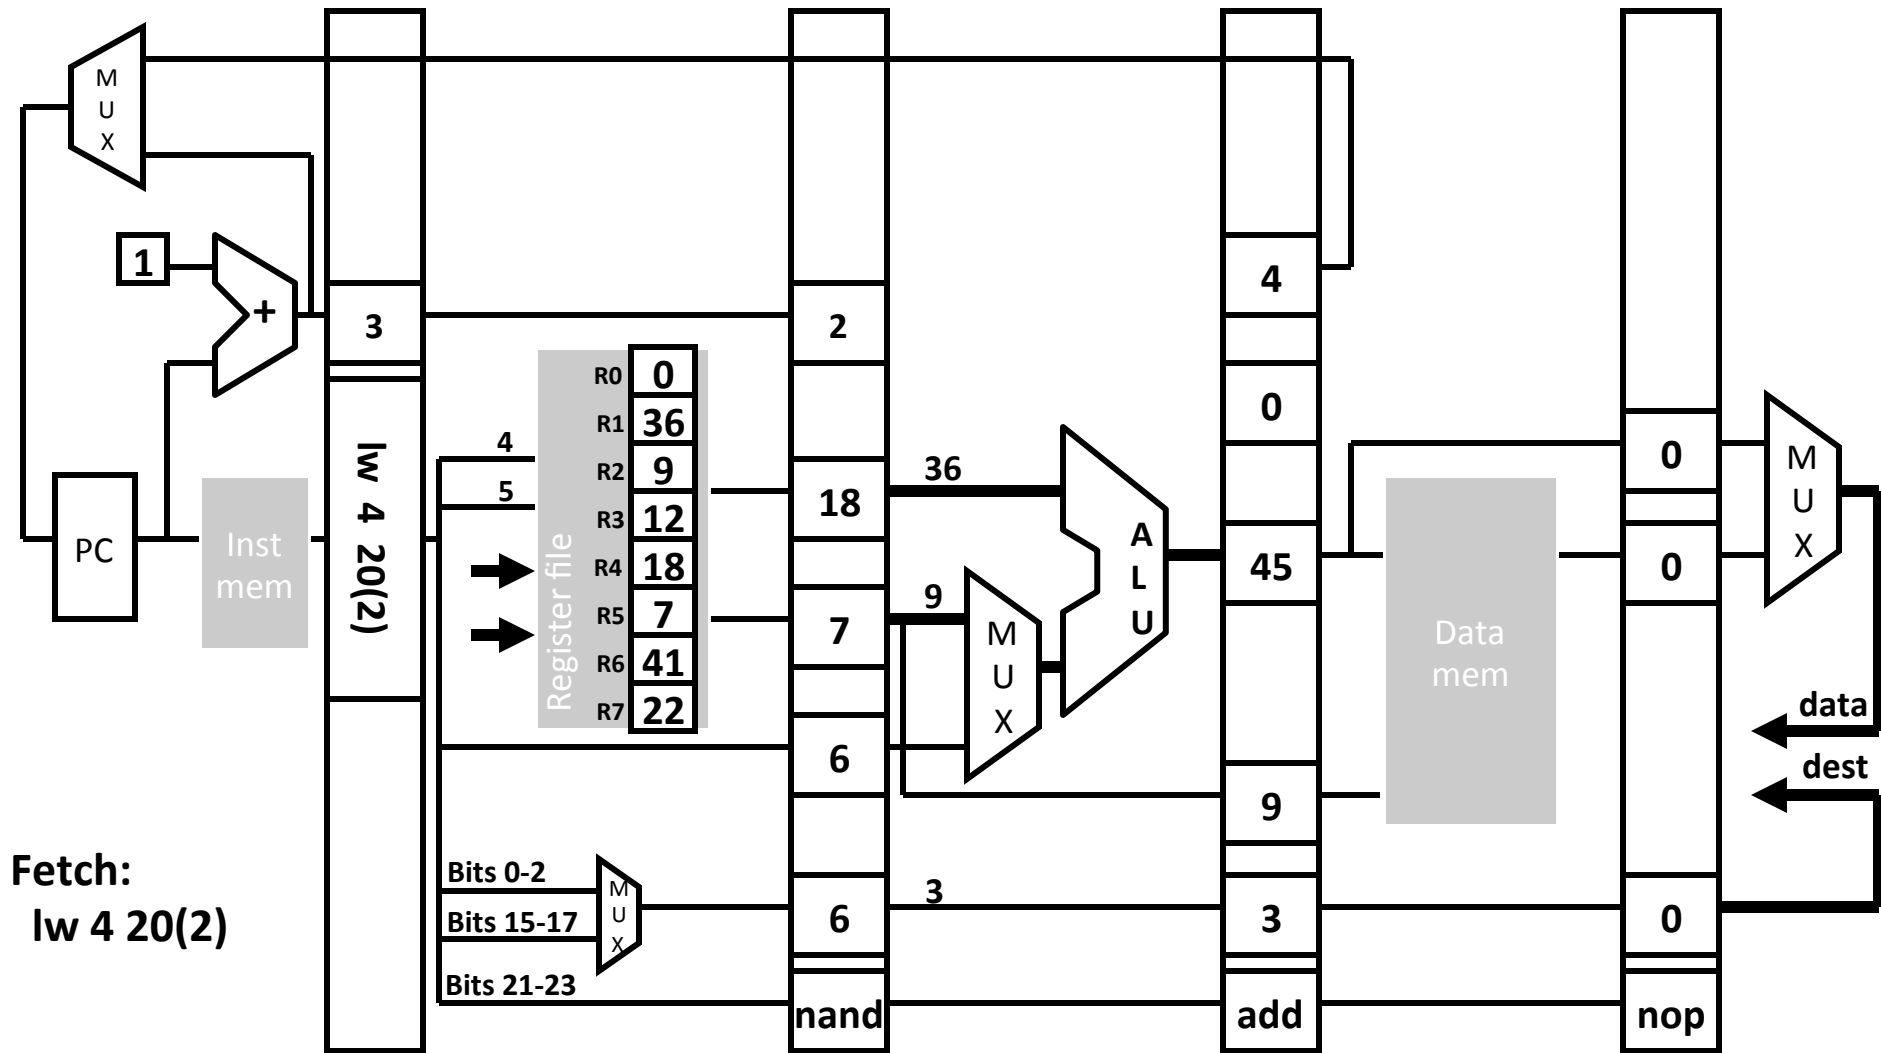 M
U
X
1
+
3
2
4
0
PC
Inst
mem
lw 4 20(2)
4
5
Register file
R0 0
R1 36
R2 9
R3 12
R4 18
R5 7
R6 41
R7 22
18
7
6
36
9
M
U
X
A
L
U
45
9
Data
mem
0
0
M
U
X
data
dest
Fetch:
lw 4 20(2)
Bits 0-2
Bits 15-17
Bits 21-23
M
U
X
6
3
3
0
nand
add
nop